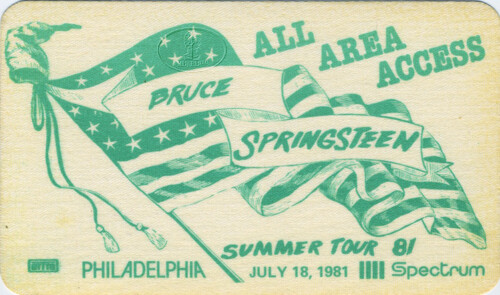 ALL AREA ACCESS
BRUCE
SPRINGSTEEN
SUMMER TOUR 81
PHILADELPHIA JULY 18, 1981 Spectrum